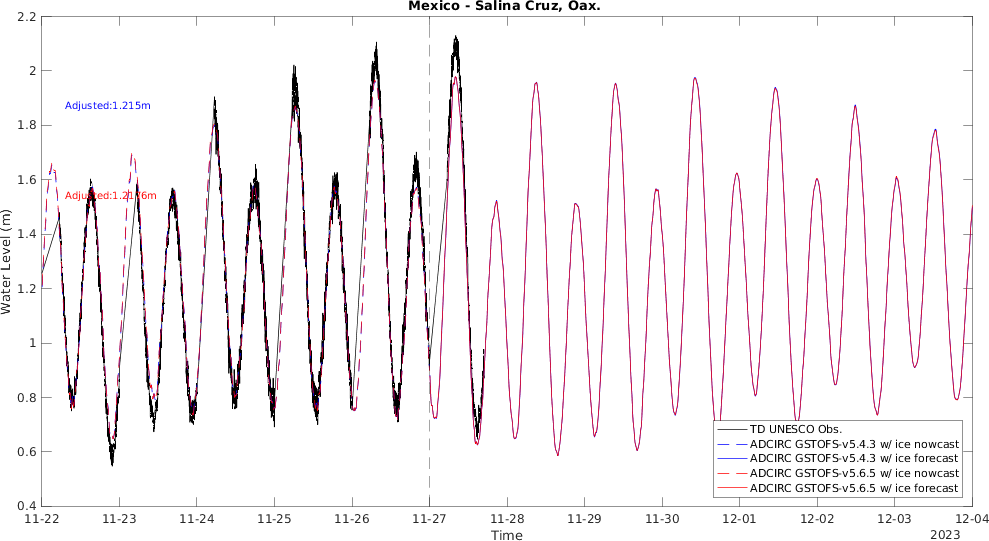 Mexico - Salina Cruz, Oax.
2.2
2
1.8
1.6
1.4
1.2
1
0.8
0.6
0.4
Water Level (m)
Adjusted:1.215m
Adjusted:1.2176m
TD UNESCO Obs.
ADCIRC GSTOFS-v5.4.3 w/ ice nowcast
ADCIRC GSTOFS-v5.4.3 w/ ice forecast
ADCIRC GSTOFS-v5.6.5 w/ ice nowcast
ADCIRC GSTOFS-v5.6.5 w/ ice forecast
11-22 11-23 11-24 11-25 11-26 11-27 11-28 11-29 11-30 12-01 12-02 12-03 12-04
Time
2023